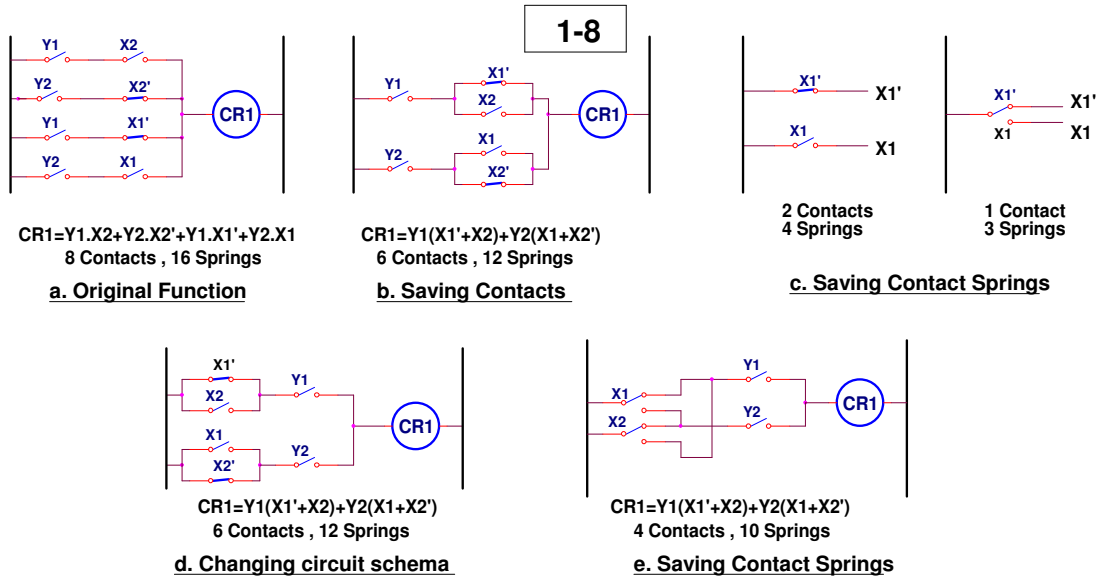 1-8
Y1 X2
Y2 X2'
Y1 X1'
Y2 X1
CR1
CR1=Y1.X2+Y2.X2'+Y1.X1'+Y2.X1
8 Contacts , 16 Springs
a. Original Function
Y1 X1'
X2
Y2 X1
X2'
CR1
CR1=Y1(X1'+X2)+Y2(X1+X2')
6 Contacts , 12 Springs
b. Saving Contacts
X1' X1'
X1 X1
2 Contacts
4 Springs
X1' X1'
X1 X1
1 Contact
3 Springs
c. Saving Contact Springs
X1'
X2 Y1
X1
X2' Y2
CR1
CR1=Y1(X1'+X2)+Y2(X1+X2')
6 Contacts , 12 Springs
d. Changing circuit schema
X1 Y1
X2 Y2
CR1
CR1=Y1(X1'+X2)+Y2(X1+X2')
4 Contacts , 10 Springs
e. Saving Contact Springs